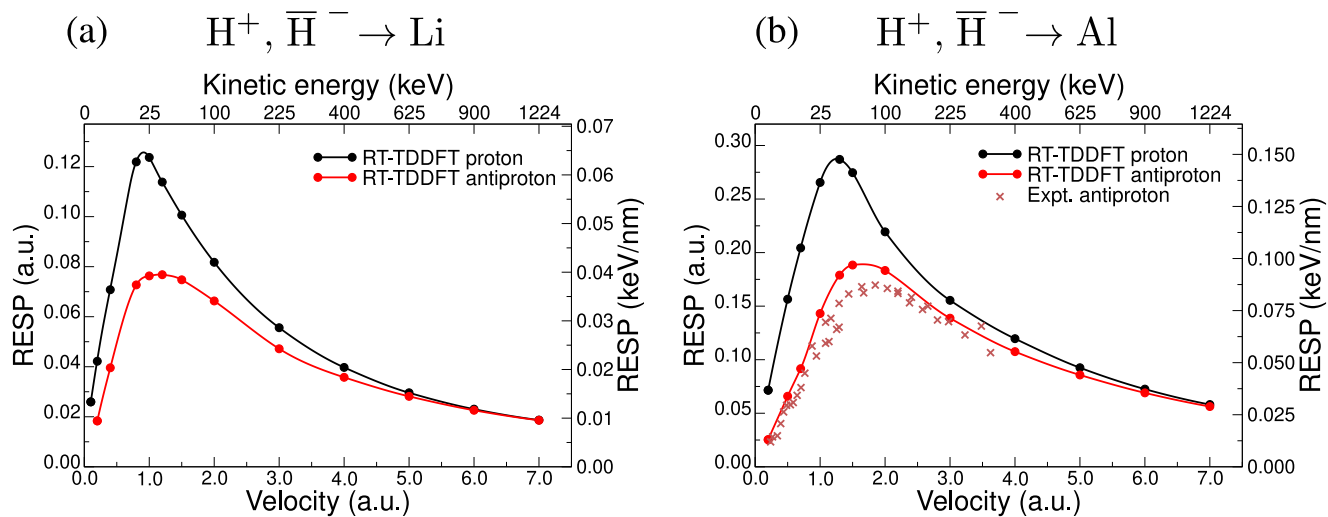 (a) H⁺, H̅ ⁻ → Li
Kinetic energy (keV)
0 25 100 225 400 625 900 1224
RESP (a.u.)
0.12
0.10
0.08
0.06
0.04
0.02
0.00
RT-TDDFT proton
RT-TDDFT antiproton
0.07
0.06
0.05
0.04
0.03
0.02
0.01
0.00
RESP (keV/nm)
0.0 1.0 2.0 3.0 4.0 5.0 6.0 7.0
Velocity (a.u.)
(b) H⁺, H̅ ⁻ → Al
Kinetic energy (keV)
0 25 100 225 400 625 900 1224
RESP (a.u.)
0.30
0.25
0.20
0.15
0.10
0.05
0.00
RT-TDDFT proton
RT-TDDFT antiproton
Expt. antiproton
0.150
0.125
0.100
0.075
0.050
0.025
0.000
RESP (keV/nm)
0.0 1.0 2.0 3.0 4.0 5.0 6.0 7.0
Velocity (a.u.)